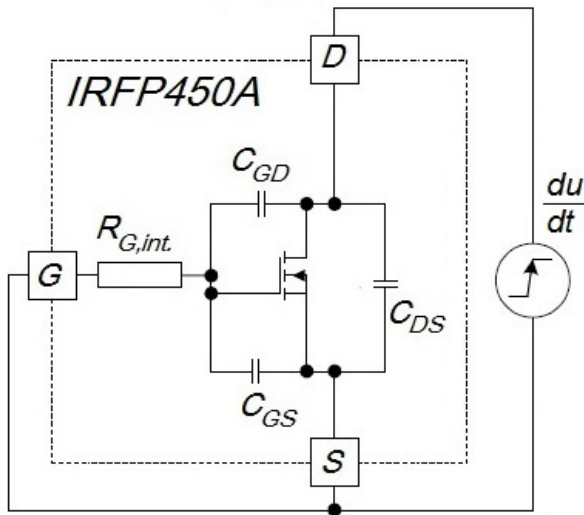 D
IRFP450A
C_GD
du
dt
R_G,int.
G
C_DS
C_GS
S